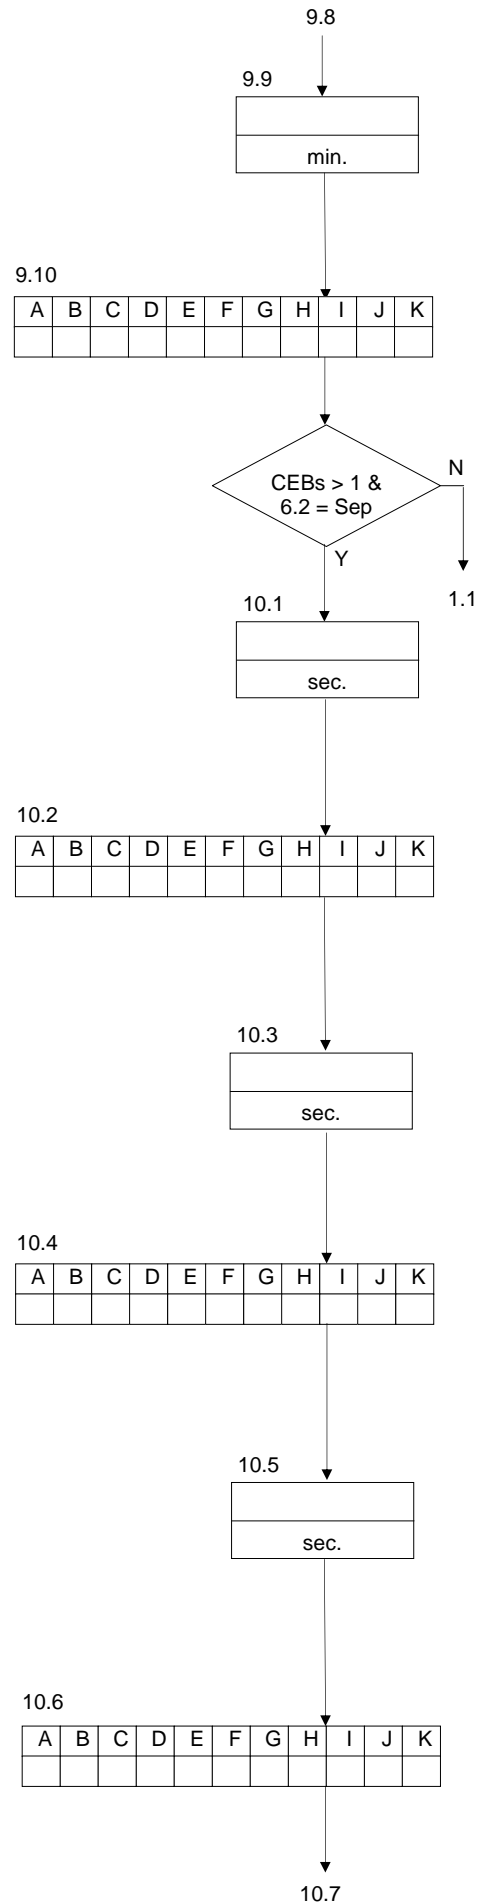 9.8
9.9
min.
9.10
A B C D E F G H I J K
CEBs > 1 &
6.2 = Sep
N
Y
1.1
10.1
sec.
10.2
A B C D E F G H I J K
10.3
sec.
10.4
A B C D E F G H I J K
10.5
sec.
10.6
A B C D E F G H I J K
10.7